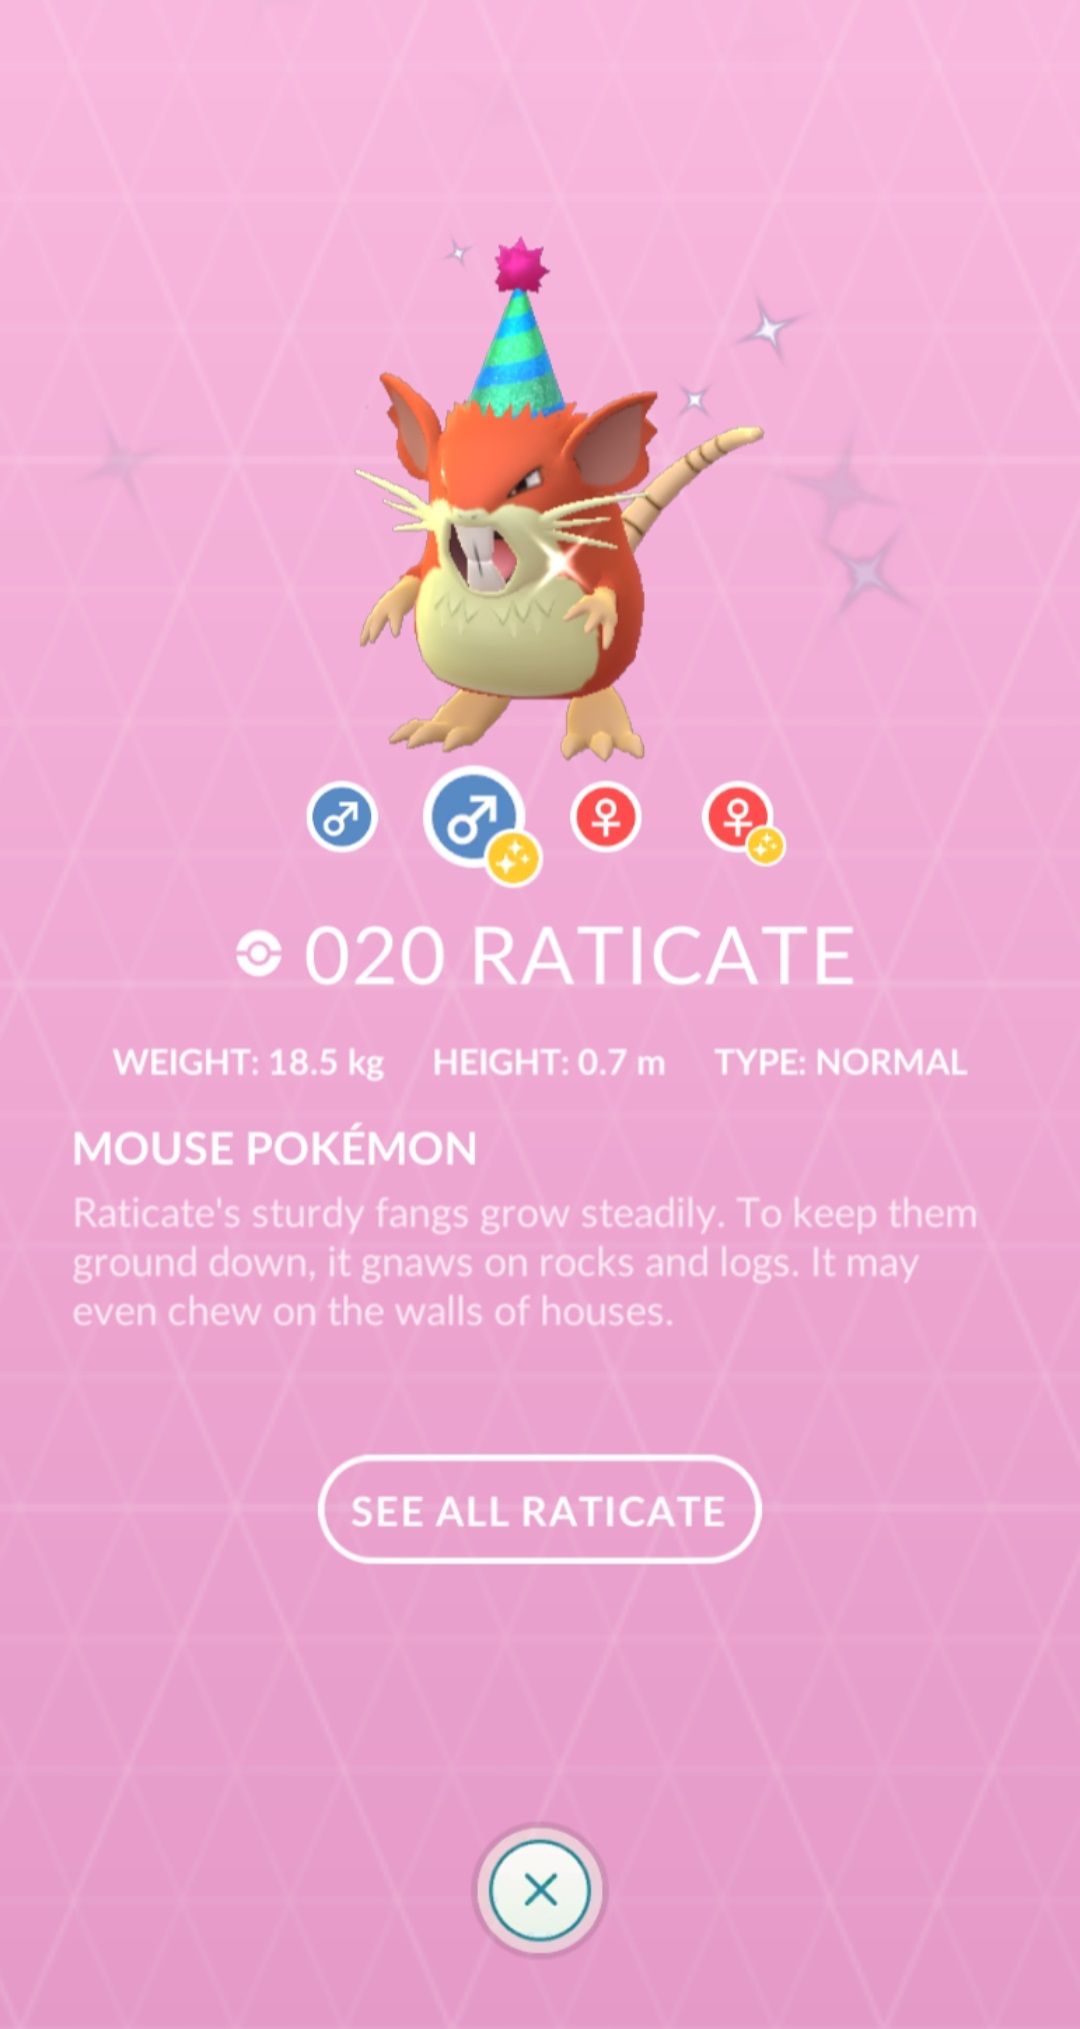 020 RATICATE
WEIGHT: 18.5 kg HEIGHT: 0.7 m TYPE: NORMAL
MOUSE POKÉMON
Raticate's sturdy fangs grow steadily. To keep them
ground down, it gnaws on rocks and logs. It may
even chew on the walls of houses.
SEE ALL RATICATE